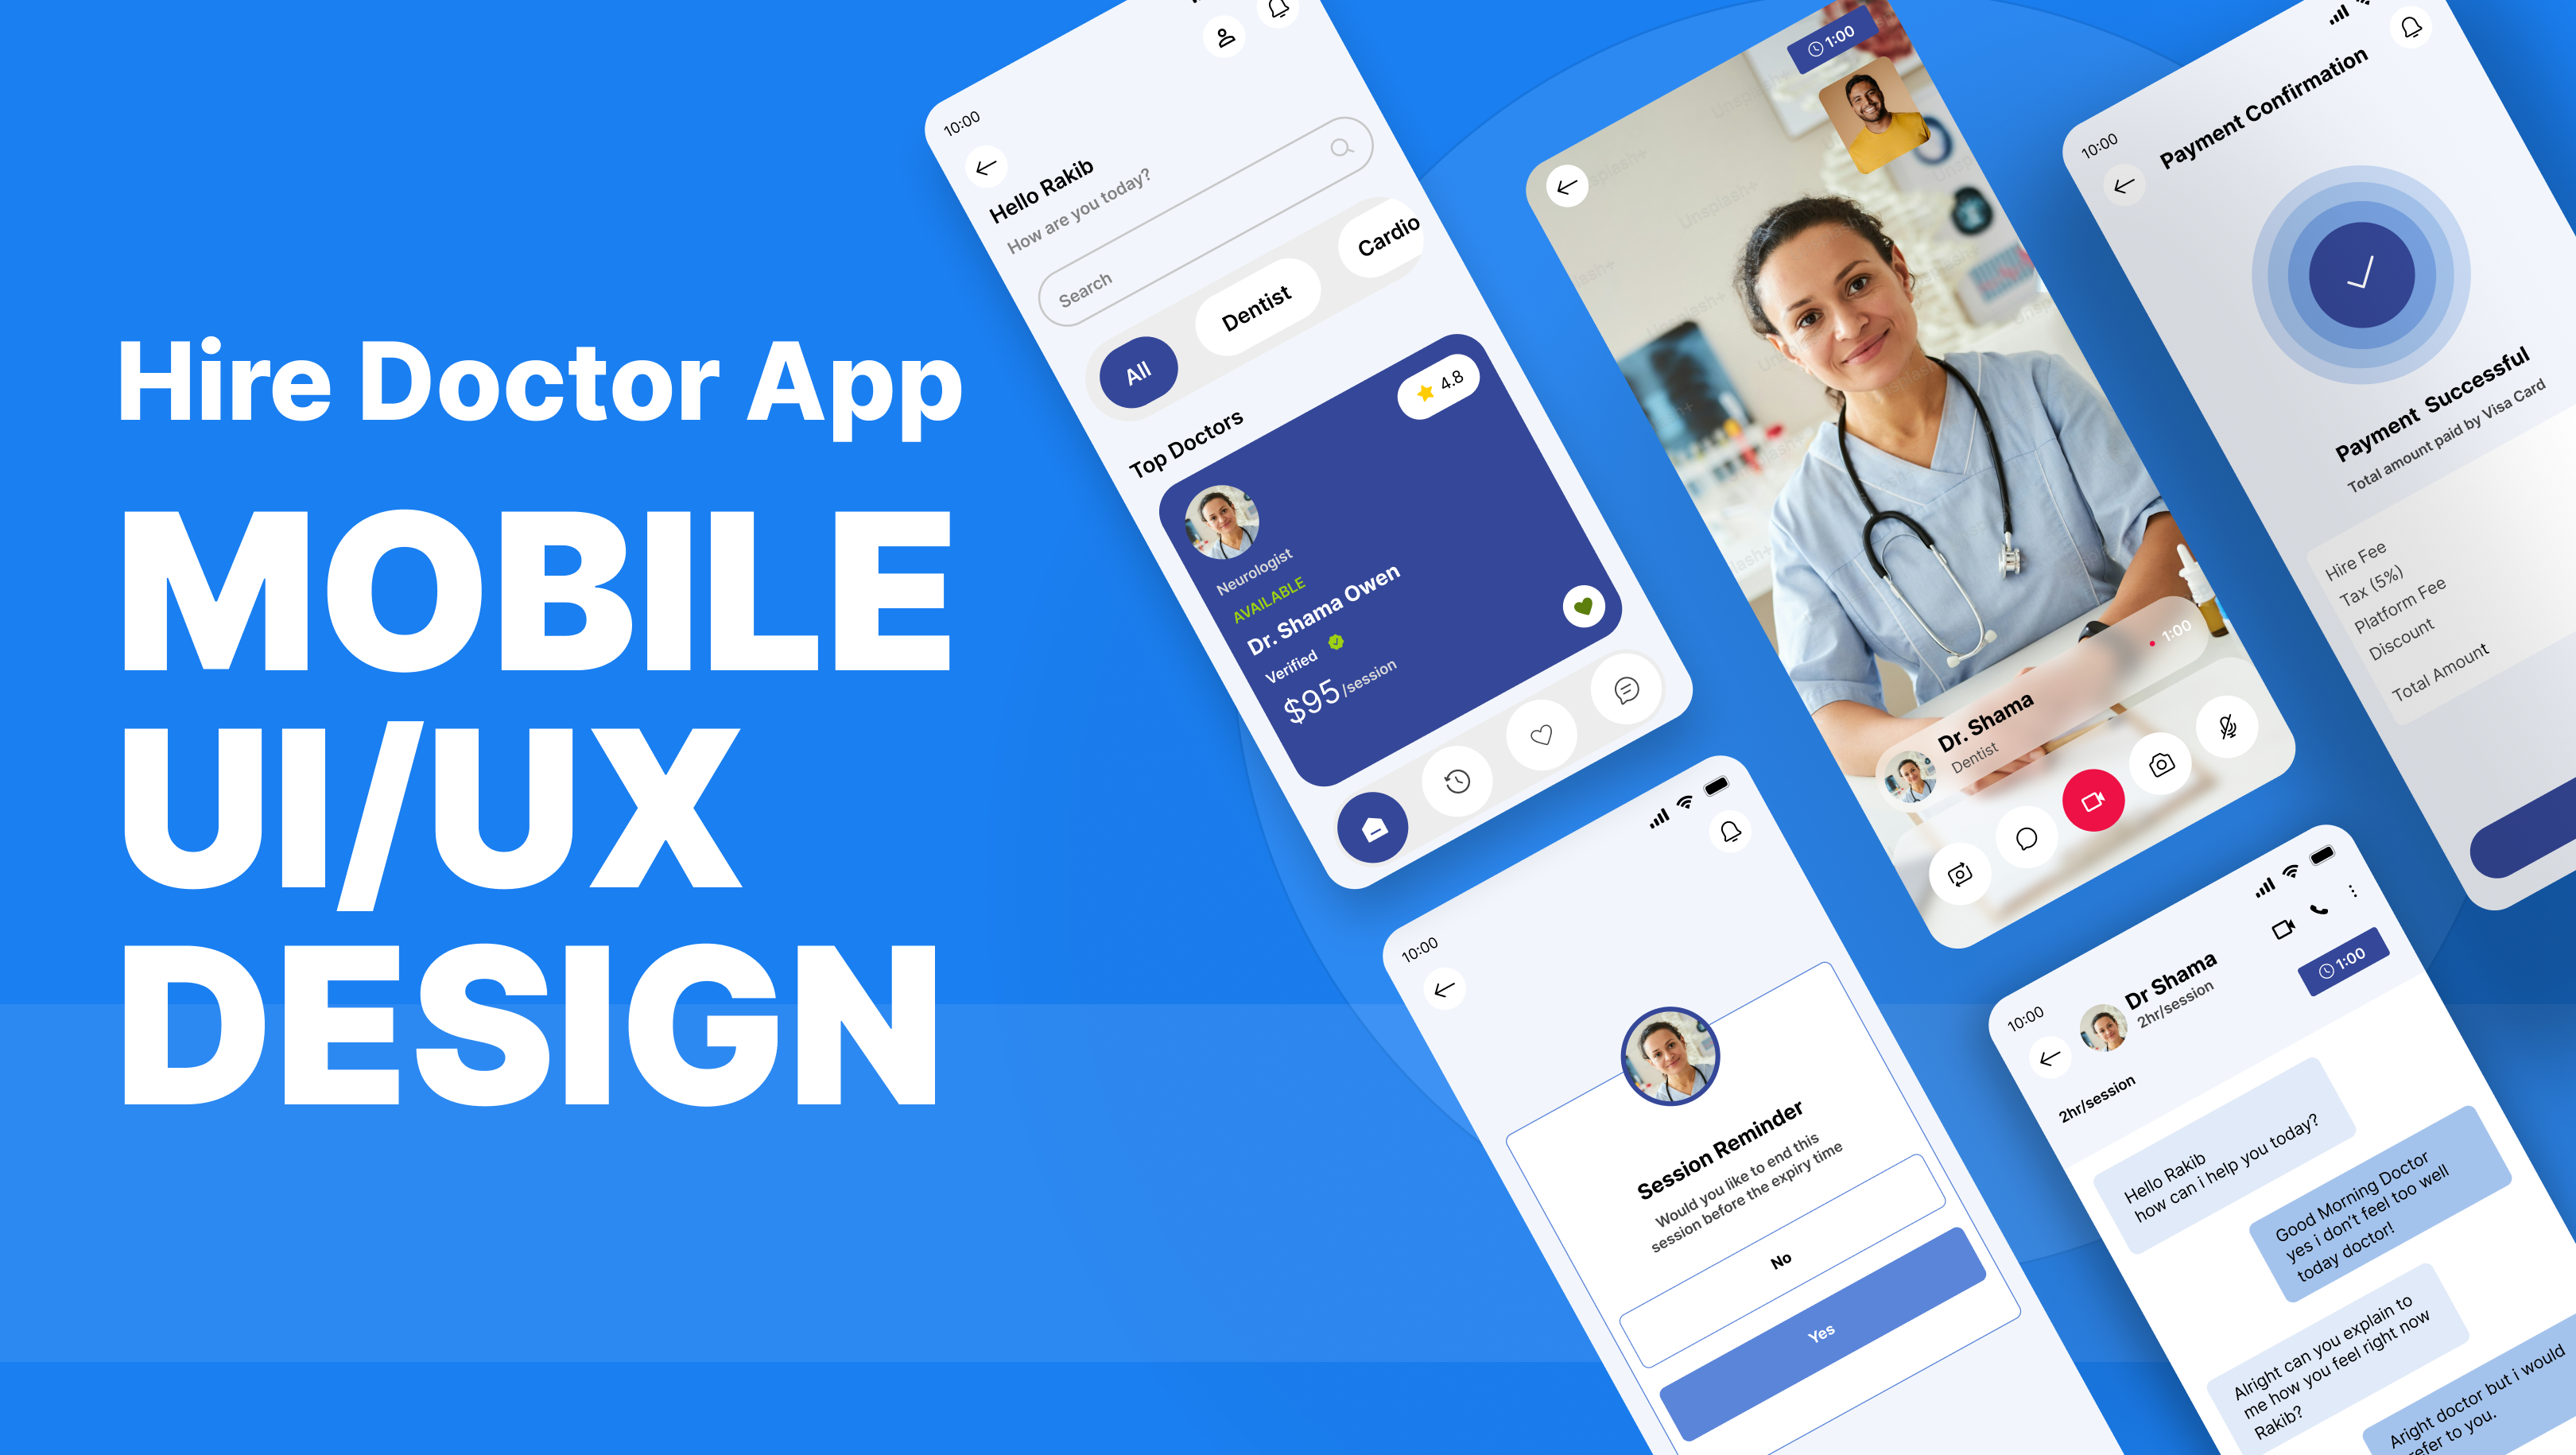 Hire Doctor App
MOBILE
UI/UX
DESIGN
10:00
Hello Rakib
How are you today?
Search
All
Dentist
Cardio
Top Doctors
4.8
Neurologist
AVAILABLE
Dr. Shama Owen
Verified
$95/session
1:00
Dr. Shama
Dentist
1:00
10:00
Payment Confirmation
Payment Successful
Total amount paid by Visa Card
Hire Fee
Tax (5%)
Platform Fee
Discount
Total Amount
10:00
Session Reminder
Would you like to end this
session before the expiry time
No
Yes
10:00
Dr Shama
2hr/session
1:00
2hr/session
Hello Rakib
how can i help you today?
Good Morning Doctor
yes i don't feel too well
today doctor!
Alright can you explain to
me how you feel right now
Rakib?
Aright doctor but i would
refer to you.